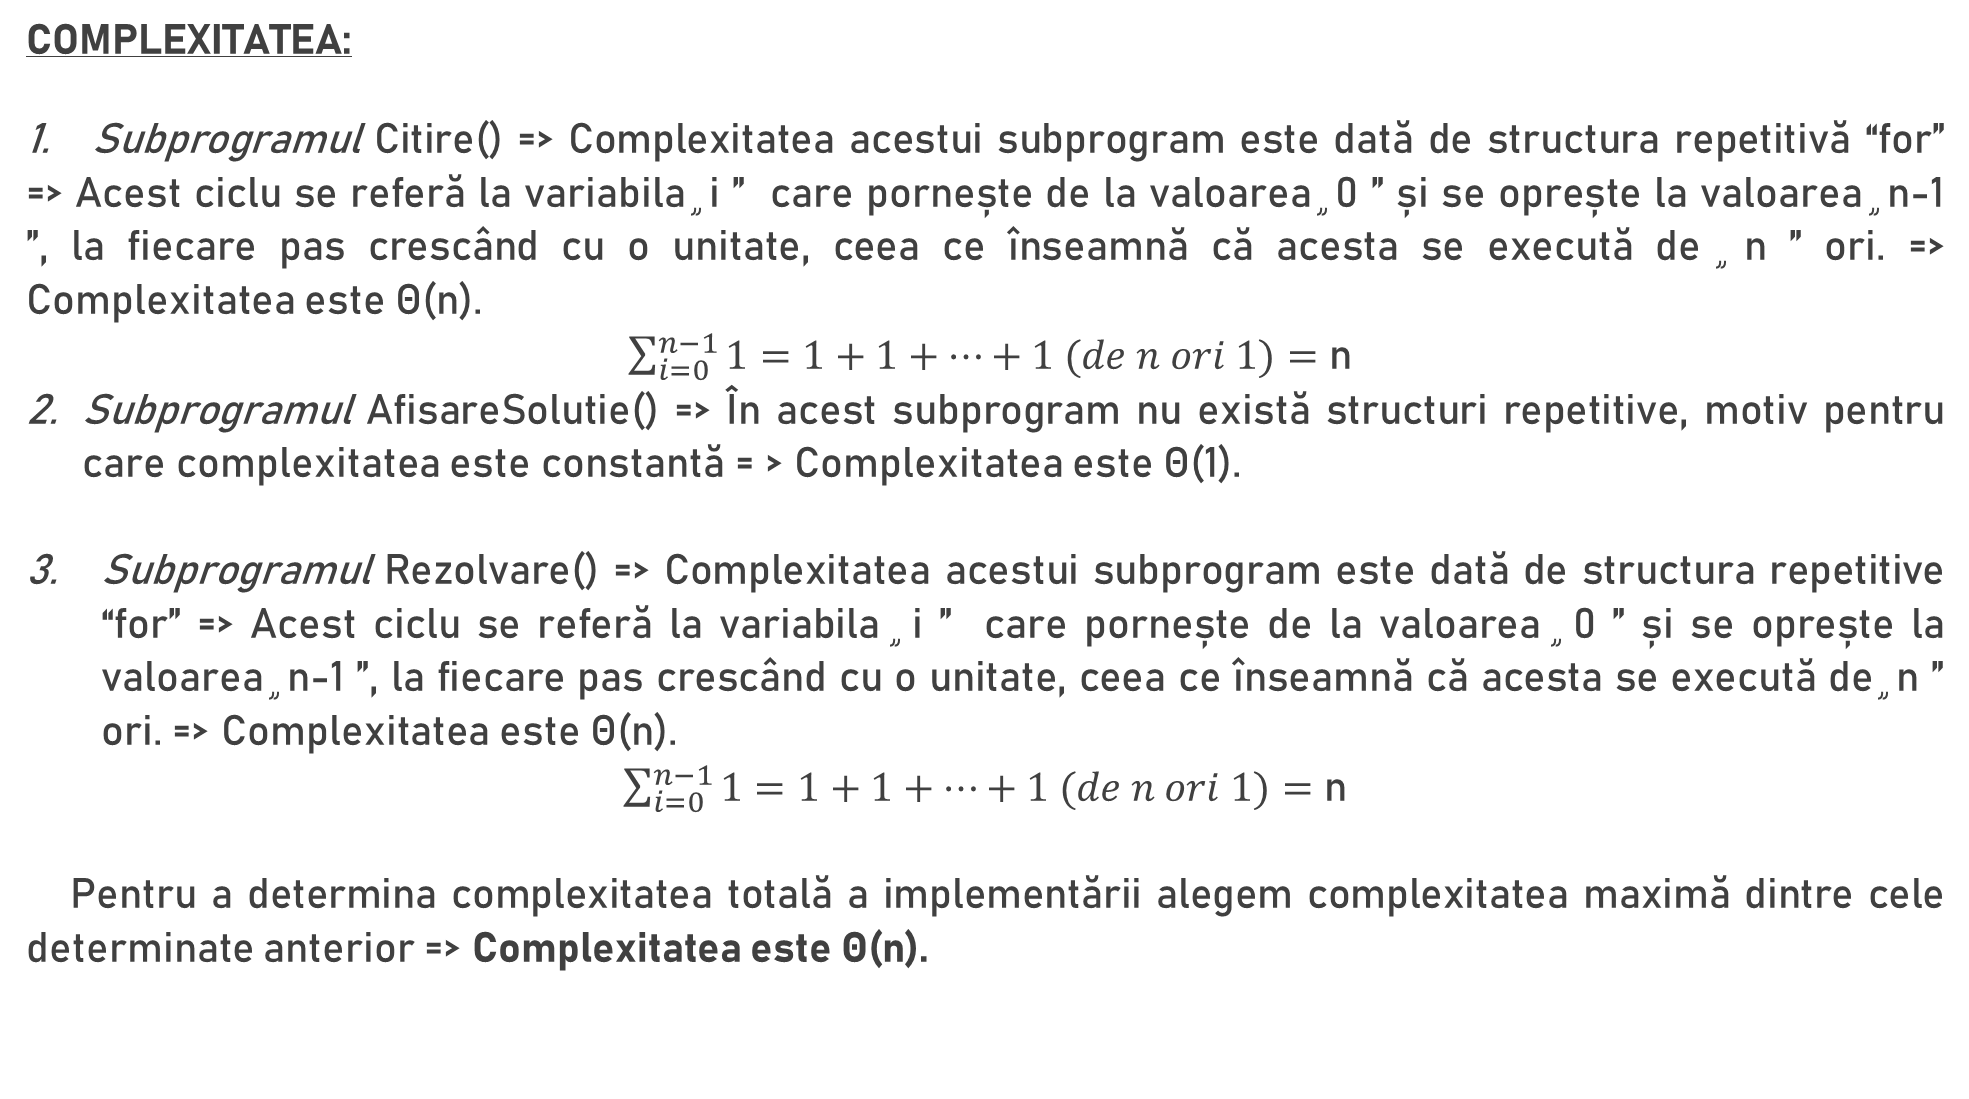 COMPLEXITATEA:
1. Subprogramul Citire() => Complexitatea acestui subprogram este dată de structura repetitivă “for”
=> Acest ciclu se referă la variabila „ i ” care pornește de la valoarea „ 0 ” și se oprește la valoarea „ n-1
”, la fiecare pas crescând cu o unitate, ceea ce înseamnă că acesta se execută de „ n ” ori. =>
Complexitatea este Θ(n).
∑_{i=0}^{n−1} 1 = 1 + 1 + ⋯ + 1 (de n ori 1) = n
2. Subprogramul AfisareSolutie() => În acest subprogram nu există structuri repetitive, motiv pentru
care complexitatea este constantă = > Complexitatea este Θ(1).
3. Subprogramul Rezolvare() => Complexitatea acestui subprogram este dată de structura repetitive
“for” => Acest ciclu se referă la variabila „ i ” care pornește de la valoarea „ 0 ” și se oprește la
valoarea „ n-1 ”, la fiecare pas crescând cu o unitate, ceea ce înseamnă că acesta se execută de „ n ”
ori. => Complexitatea este Θ(n).
∑_{i=0}^{n−1} 1 = 1 + 1 + ⋯ + 1 (de n ori 1) = n
Pentru a determina complexitatea totală a implementării alegem complexitatea maximă dintre cele
determinate anterior => Complexitatea este Θ(n).